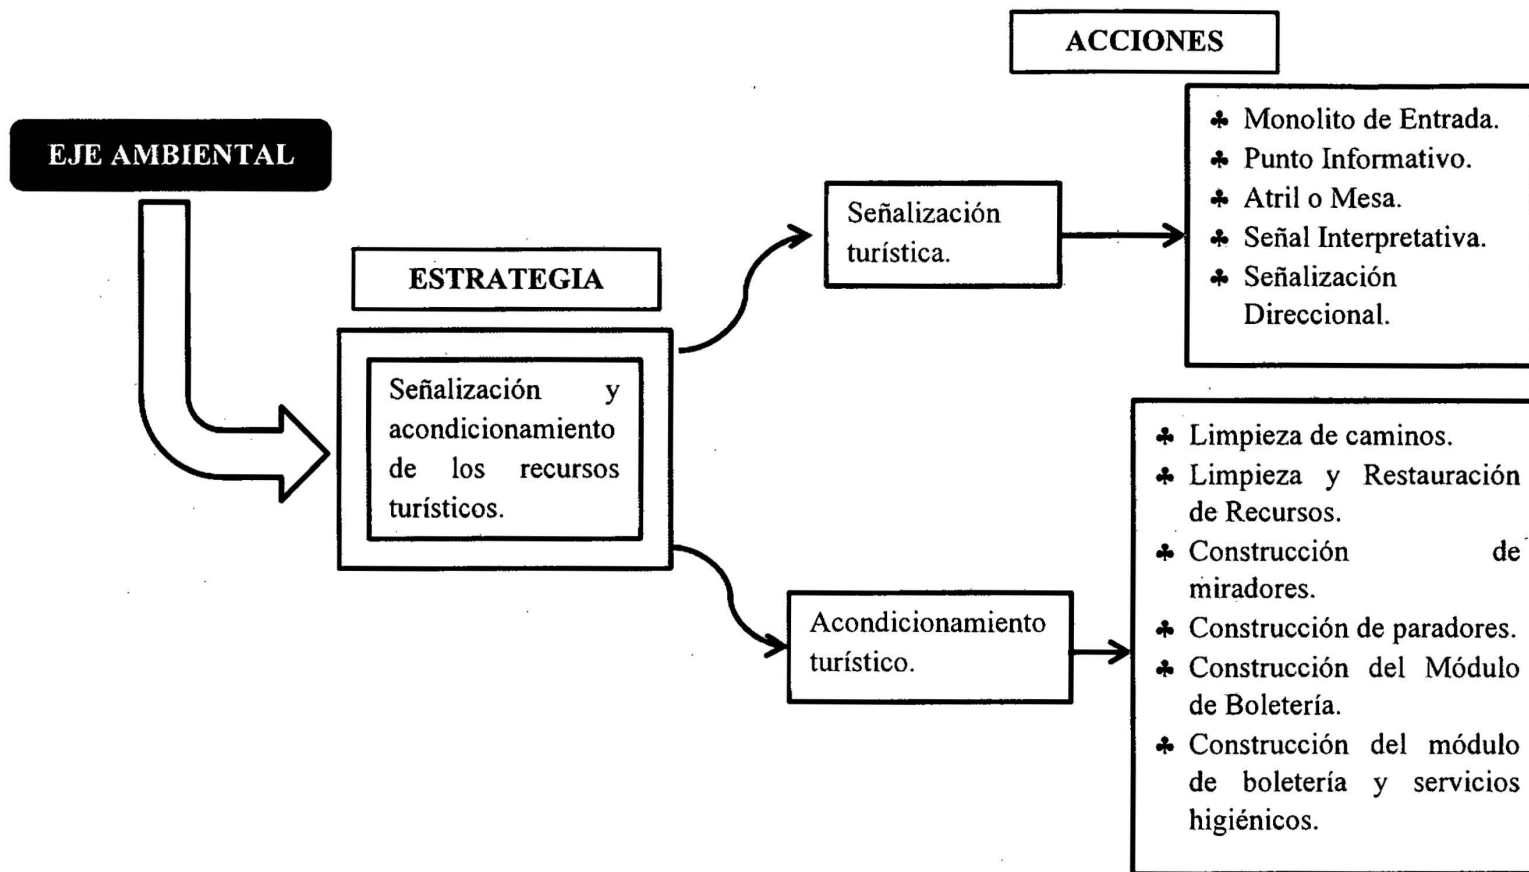 ACCIONES
EJE AMBIENTAL
ESTRATEGIA
Señalización y
acondicionamiento
de los recursos
turísticos.
Señalización
turística.
♣ Monolito de Entrada.
♣ Punto Informativo.
♣ Atril o Mesa.
♣ Señal Interpretativa.
♣ Señalización
Direccional.
Acondicionamiento
turístico.
♣ Limpieza de caminos.
♣ Limpieza y Restauración
de Recursos.
♣ Construcción de
miradores.
♣ Construcción de paradores.
♣ Construcción del Módulo
de Boletería.
♣ Construcción del módulo
de boletería y servicios
higiénicos.